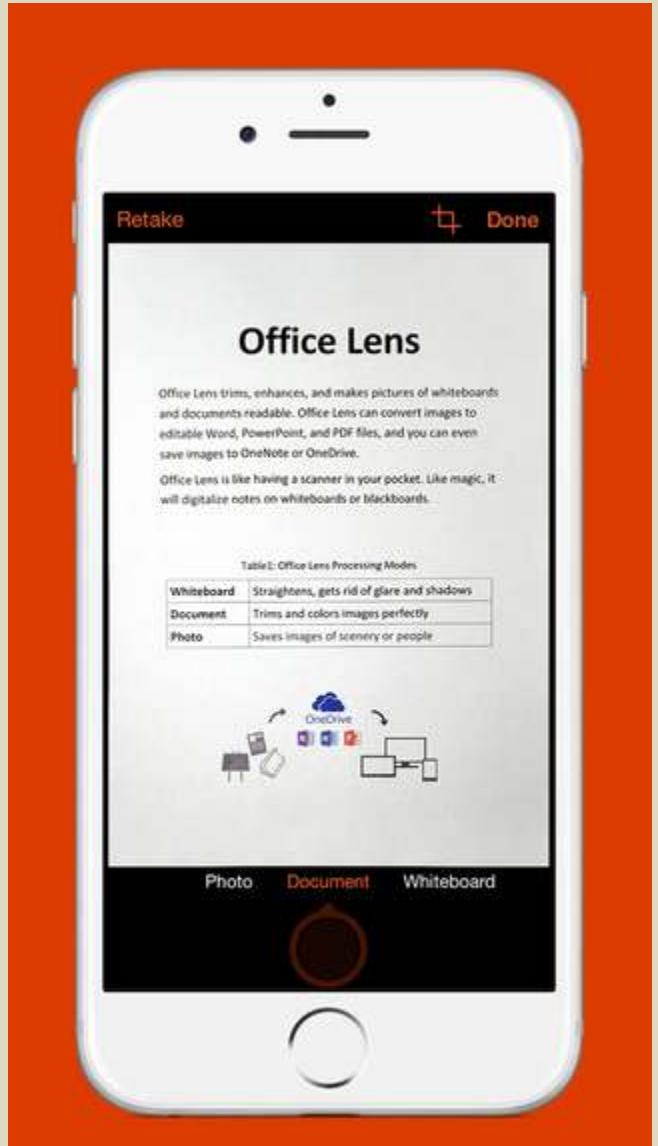 Retake Done
Office Lens
Office Lens trims, enhances, and makes pictures of whiteboards
and documents readable. Office Lens can convert images to
editable Word, PowerPoint, and PDF files, and you can even
save images to OneNote or OneDrive.
Office Lens is like having a scanner in your pocket. Like magic, it
will digitalize notes on whiteboards or blackboards.
Table1: Office Lens Processing Modes
Whiteboard Straightens, gets rid of glare and shadows
Document Trims and colors images perfectly
Photo Saves images of scenery or people
OneDrive
Photo Document Whiteboard